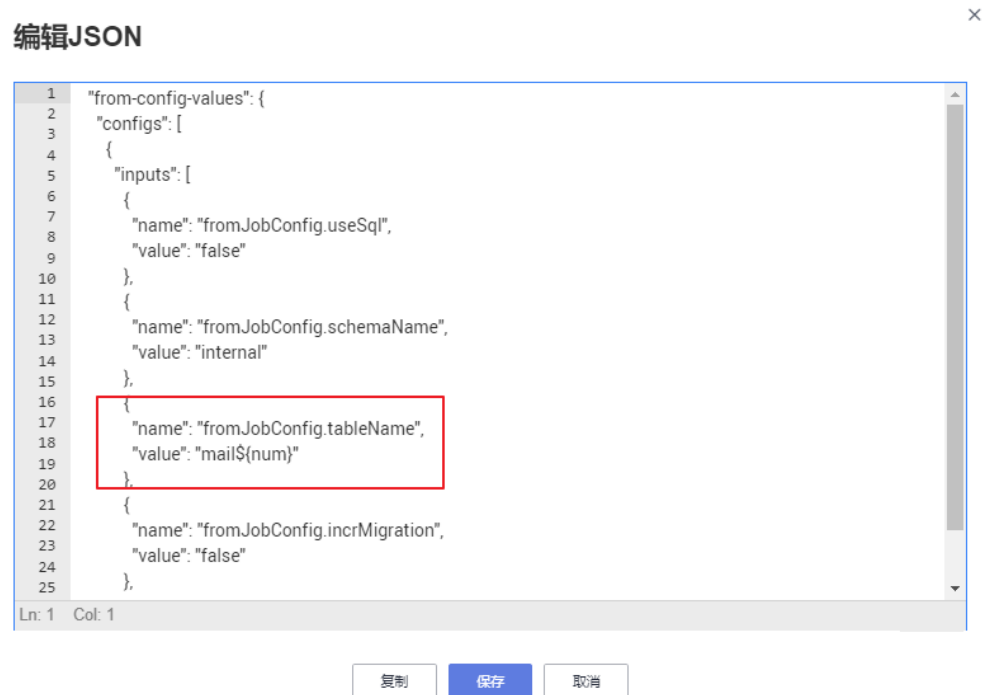 编辑JSON
×
1
2
3
4
5
6
7
8
9
10
11
12
13
14
15
16
17
18
19
20
21
22
23
24
25
"from-config-values": {
"configs": [
{
"inputs": [
{
"name": "fromJobConfig.useSql",
"value": "false"
},
{
"name": "fromJobConfig.schemaName",
"value": "internal"
},
{
"name": "fromJobConfig.tableName",
"value": "mail${num}"
},
{
"name": "fromJobConfig.incrMigration",
"value": "false"
},
Ln: 1 Col: 1
复制 保存 取消